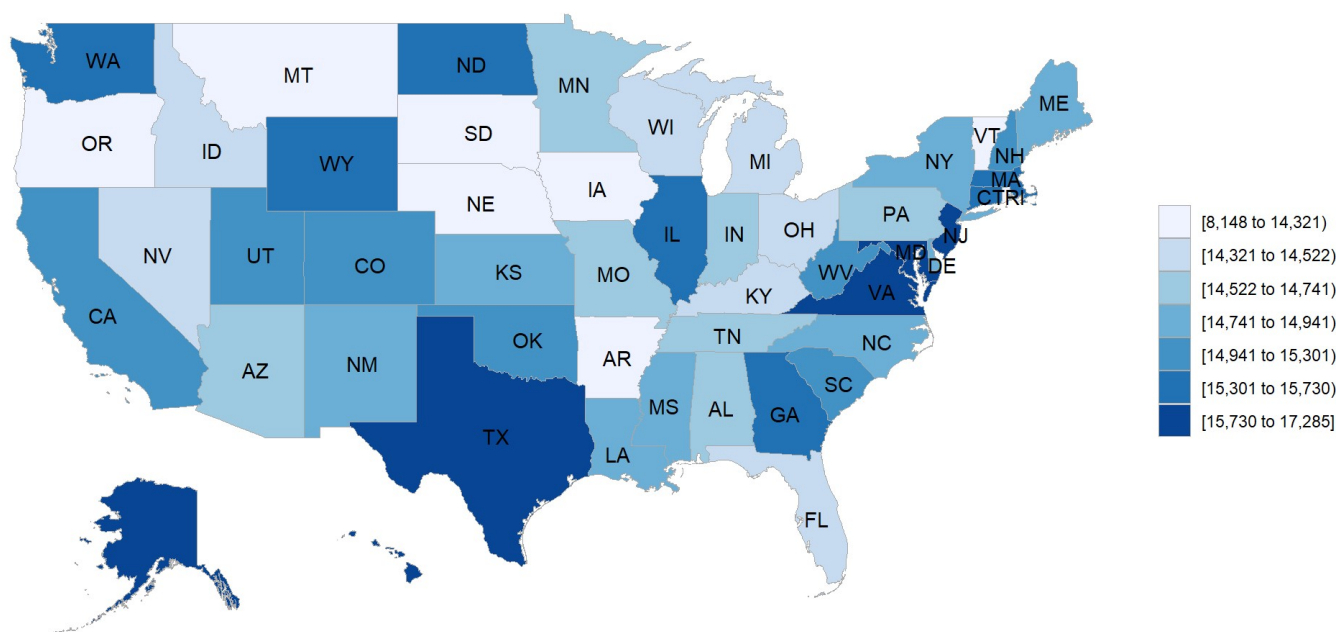 WA
MT
ND
MN
ME
OR
ID
SD
WI
VT
NH
WY
MI
NY
MA
CTRI
NE
IA
PA
NV
UT
CO
IL
IN
OH
NJ
MD
DE
KS
MO
WV
VA
CA
KY
OK
TN
NC
AZ
NM
AR
SC
MS
AL
GA
TX
LA
FL
[8,148 to 14,321)
[14,321 to 14,522)
[14,522 to 14,741)
[14,741 to 14,941)
[14,941 to 15,301)
[15,301 to 15,730)
[15,730 to 17,285]